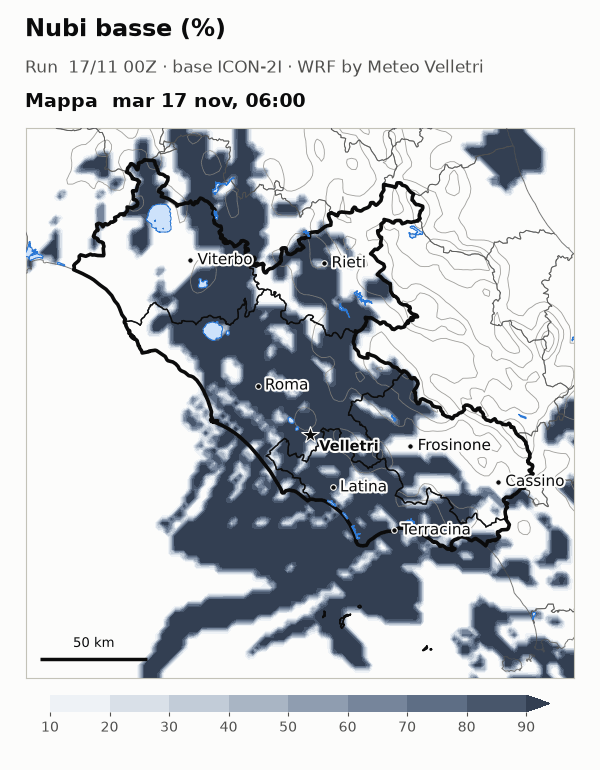 Nubi basse (%)
Run  17/11 00Z · base ICON-2I · WRF by Meteo Velletri
Mappa  mar 17 nov, 06:00
Viterbo
Rieti
Roma
Velletri
Frosinone
Cassino
Latina
Terracina
50 km
10 20 30 40 50 60 70 80 90